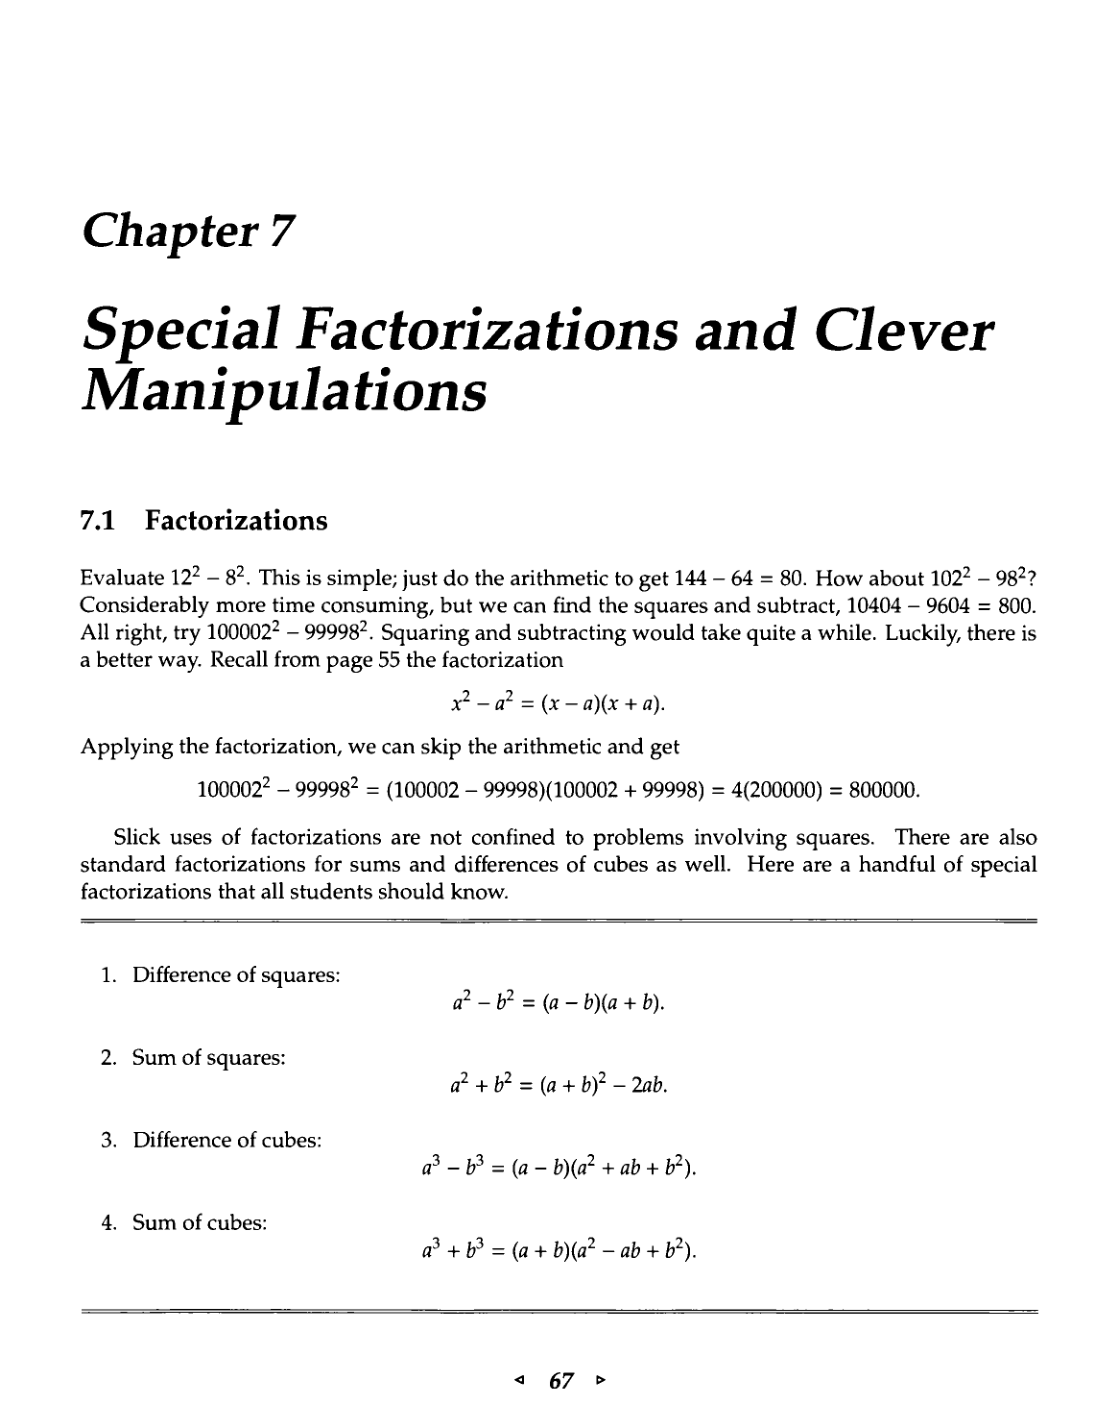 Chapter 7
Special Factorizations and Clever
Manipulations
7.1 Factorizations
Evaluate 12² − 8². This is simple; just do the arithmetic to get 144 − 64 = 80. How about 102² − 98²?
Considerably more time consuming, but we can find the squares and subtract, 10404 − 9604 = 800.
All right, try 100002² − 99998². Squaring and subtracting would take quite a while. Luckily, there is
a better way. Recall from page 55 the factorization
x² − a² = (x − a)(x + a).
Applying the factorization, we can skip the arithmetic and get
100002² − 99998² = (100002 − 99998)(100002 + 99998) = 4(200000) = 800000.
Slick uses of factorizations are not confined to problems involving squares. There are also
standard factorizations for sums and differences of cubes as well. Here are a handful of special
factorizations that all students should know.
1. Difference of squares:
a² − b² = (a − b)(a + b).
2. Sum of squares:
a² + b² = (a + b)² − 2ab.
3. Difference of cubes:
a³ − b³ = (a − b)(a² + ab + b²).
4. Sum of cubes:
a³ + b³ = (a + b)(a² − ab + b²).
◁ 67 ▷